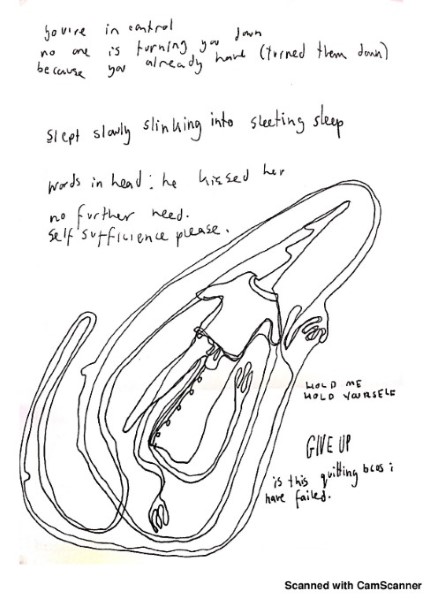 you're in control
no one is turning you down
because you already have (turned them down)
slept slowly slinking into sleeting sleep
words in head: he kissed her
no further need.
self sufficience please.
HOLD ME
HOLD YOURSELF
GIVE UP
is this quitting bcos i
have failed.
Scanned with CamScanner